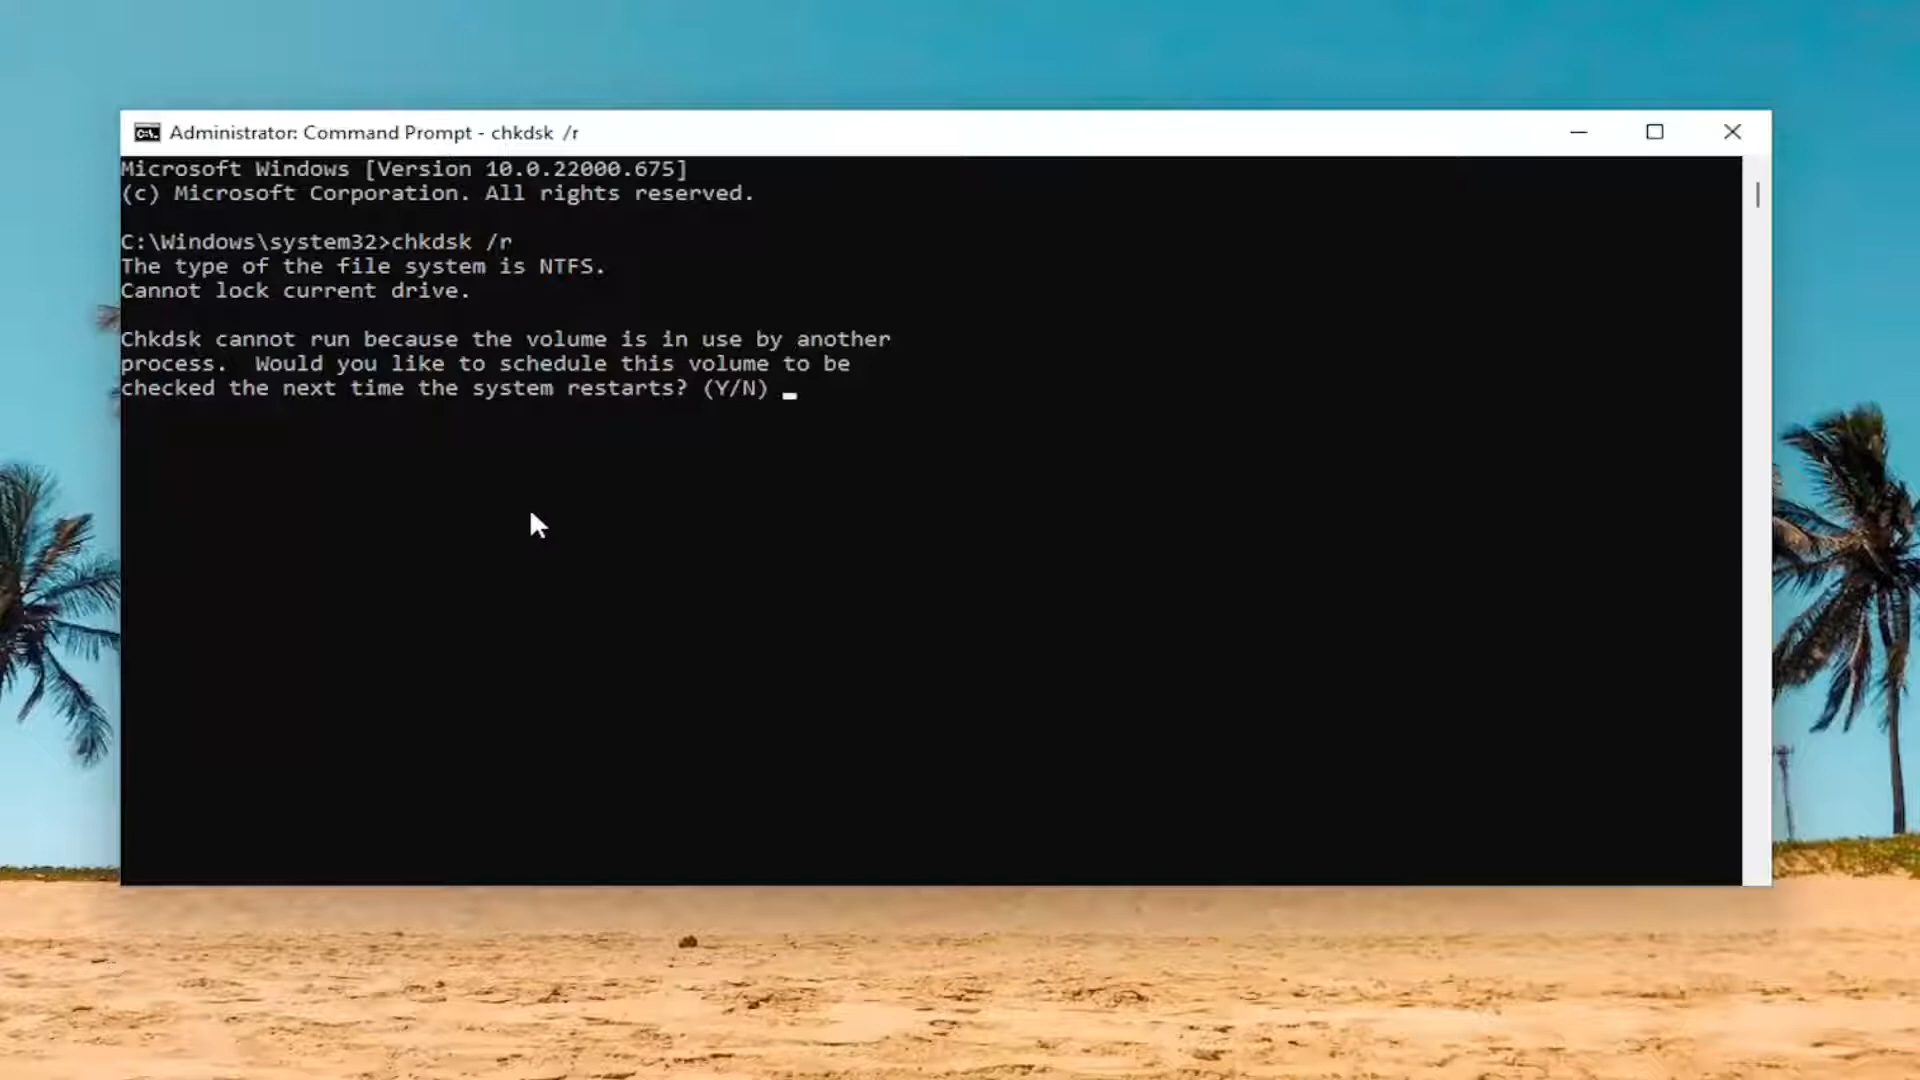 Administrator: Command Prompt - chkdsk /r
Microsoft Windows [Version 10.0.22000.675]
(c) Microsoft Corporation. All rights reserved.
C:\Windows\system32>chkdsk /r
The type of the file system is NTFS.
Cannot lock current drive.
Chkdsk cannot run because the volume is in use by another
process.  Would you like to schedule this volume to be
checked the next time the system restarts? (Y/N)